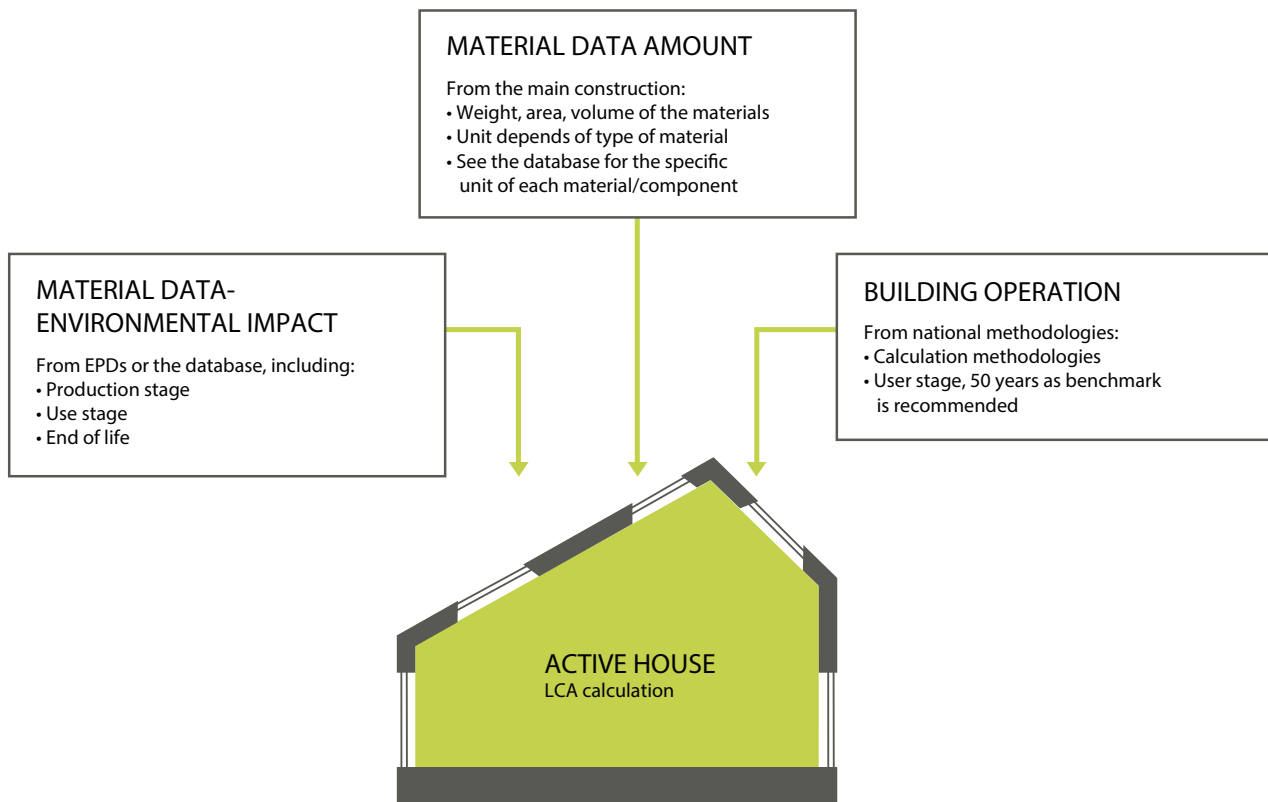 MATERIAL DATA AMOUNT
From the main construction:
• Weight, area, volume of the materials
• Unit depends of type of material
• See the database for the specific
unit of each material/component
MATERIAL DATA-
ENVIRONMENTAL IMPACT
From EPDs or the database, including:
• Production stage
• Use stage
• End of life
BUILDING OPERATION
From national methodologies:
• Calculation methodologies
• User stage, 50 years as benchmark
is recommended
ACTIVE HOUSE
LCA calculation